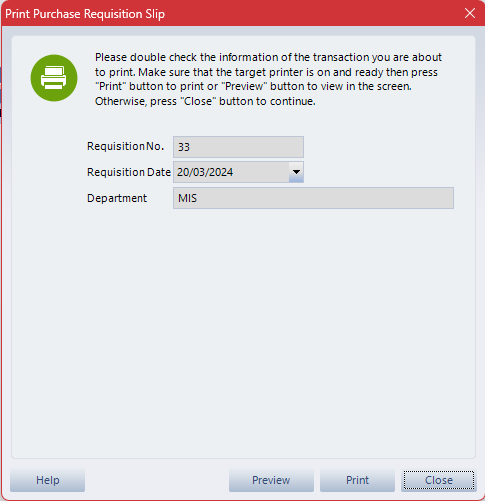 Print Purchase Requisition Slip
Please double check the information of the transaction you are about
to print. Make sure that the target printer is on and ready then press
"Print" button to print or "Preview" button to view in the screen.
Otherwise, press "Close" button to continue.
Requisition No. 33
Requisition Date 20/03/2024
Department MIS
Help Preview Print Close